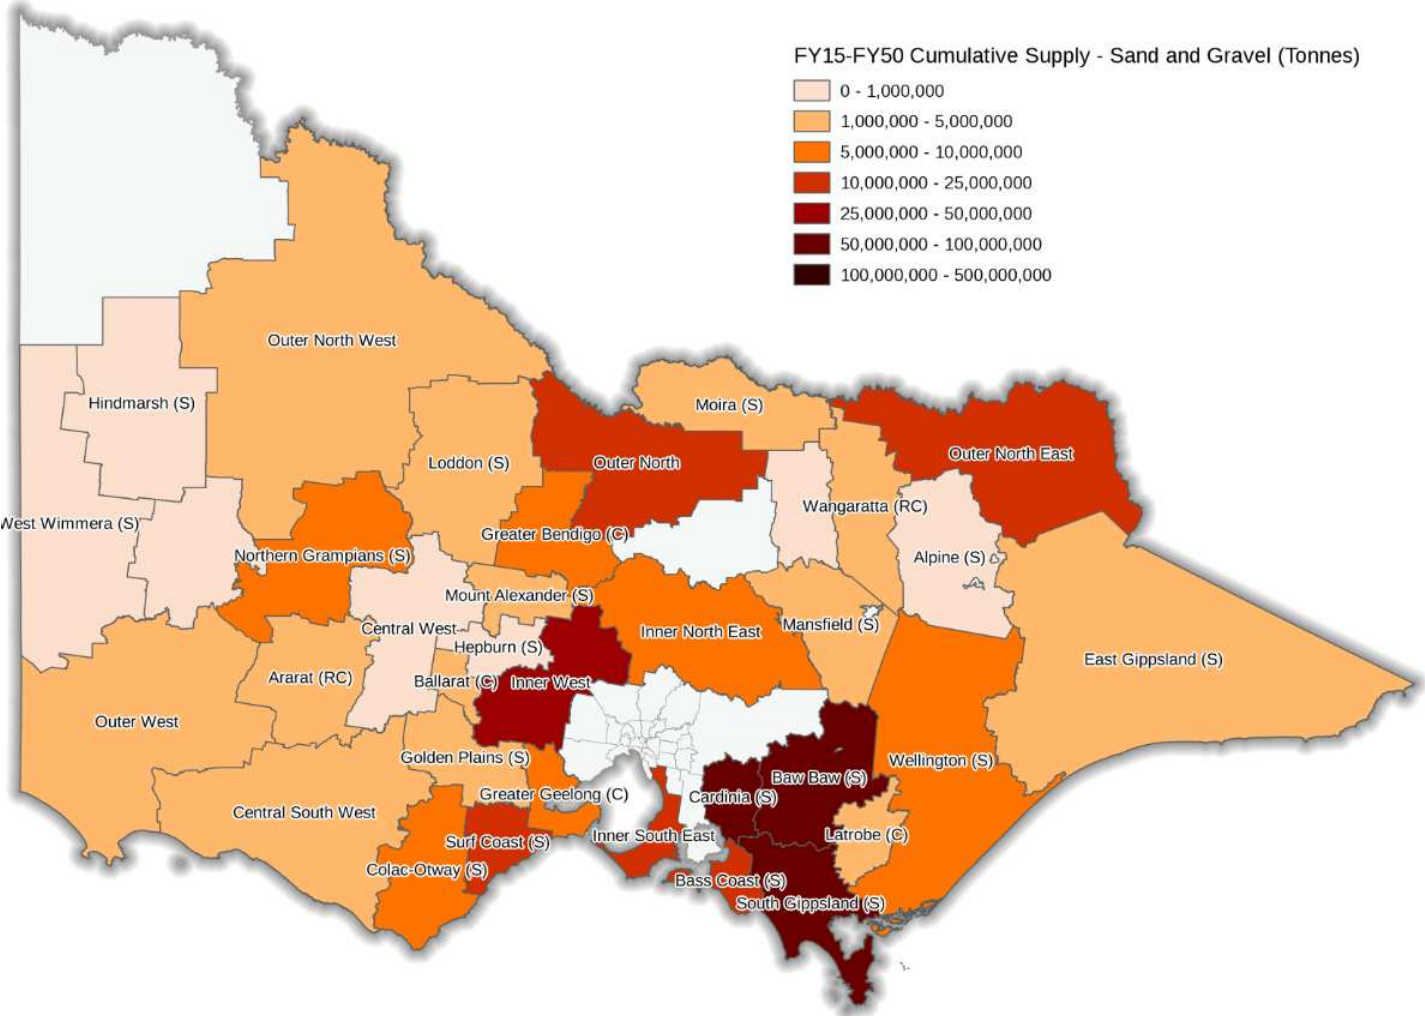 FY15-FY50 Cumulative Supply - Sand and Gravel (Tonnes)
0 - 1,000,000
1,000,000 - 5,000,000
5,000,000 - 10,000,000
10,000,000 - 25,000,000
25,000,000 - 50,000,000
50,000,000 - 100,000,000
100,000,000 - 500,000,000
Outer North West
Hindmarsh (S)
Moira (S)
Loddon (S)
Outer North
Outer North East
West Wimmera (S)
Wangaratta (RC)
Greater Bendigo (C)
Northern Grampians (S)
Alpine (S)
Mount Alexander (S)
Central West
Mansfield (S)
Inner North East
Hepburn (S)
East Gippsland (S)
Ararat (RC)
Ballarat (C)
Inner West
Outer West
Golden Plains (S)
Wellington (S)
Baw Baw (S)
Greater Geelong (C)
Cardinia (S)
Central South West
Inner South East
Latrobe (C)
Surf Coast (S)
Colac-Otway (S)
Bass Coast (S)
South Gippsland (S)